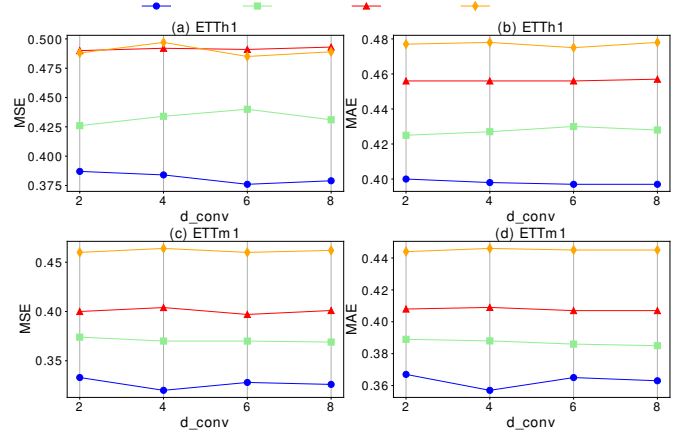 (a) ETTh1
(b) ETTh1
0.500
0.475
0.450
0.425
0.400
0.375
MSE
2 4 6 8
d_conv
0.48
0.46
0.44
0.42
0.40
MAE
2 4 6 8
d_conv
(c) ETTm1
(d) ETTm1
0.45
0.40
0.35
MSE
2 4 6 8
d_conv
0.44
0.42
0.40
0.38
0.36
MAE
2 4 6 8
d_conv